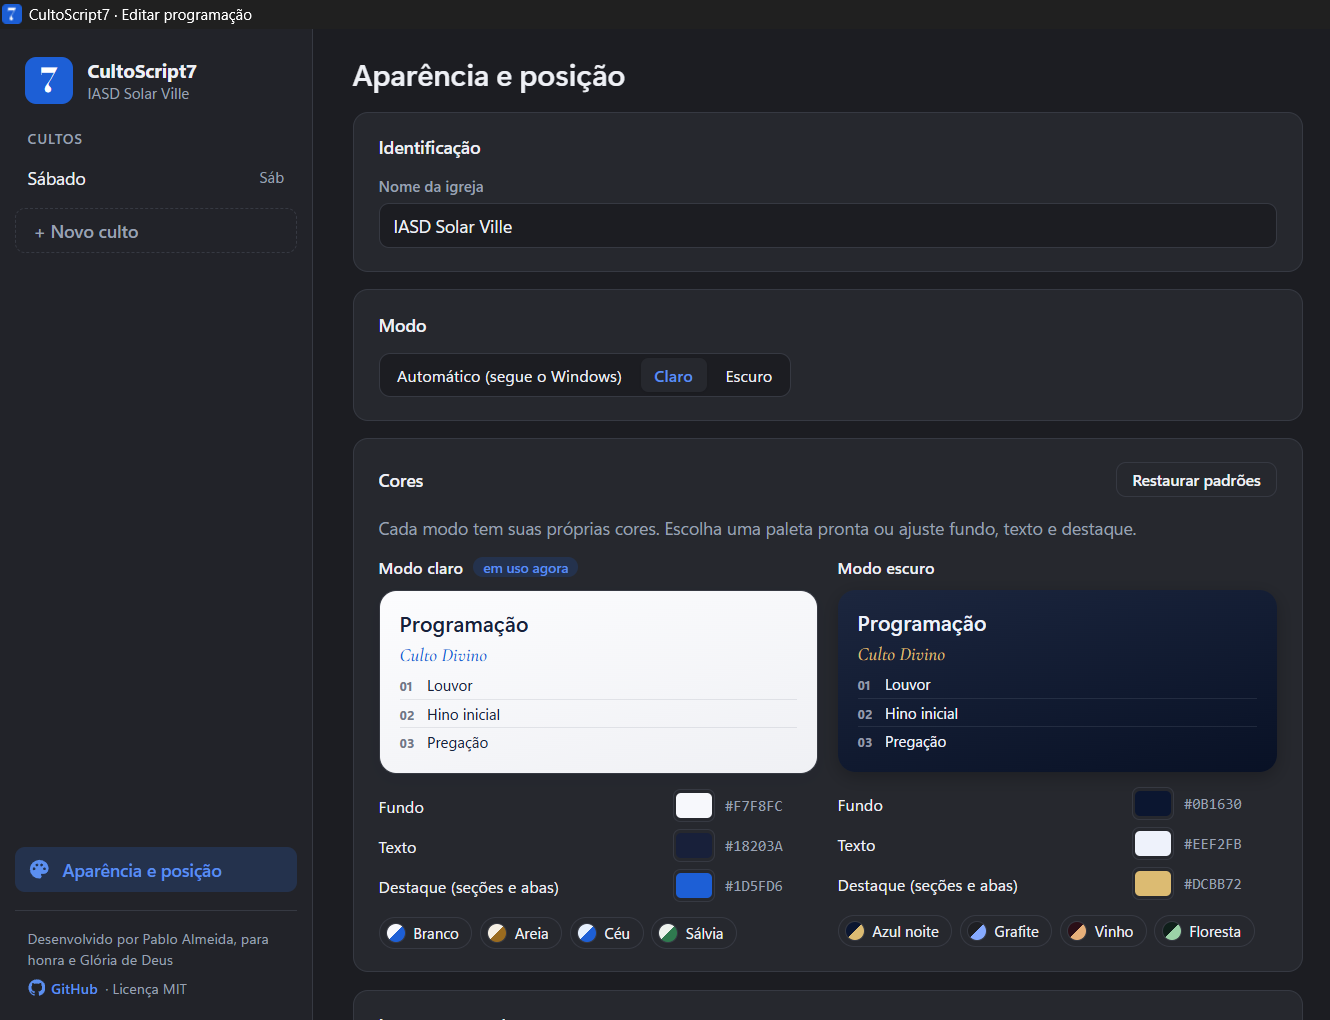 CultoScript7 · Editar programação
7
CultoScript7
IASD Solar Ville
CULTOS
Sábado Sáb
+ Novo culto
Aparência e posição
Desenvolvido por Pablo Almeida, para
honra e Glória de Deus
GitHub · Licença MIT
Aparência e posição
Identificação
Nome da igreja
IASD Solar Ville
Modo
Automático (segue o Windows) Claro Escuro
Cores Restaurar padrões
Cada modo tem suas próprias cores. Escolha uma paleta pronta ou ajuste fundo, texto e destaque.
Modo claro em uso agora
Programação
Culto Divino
01 Louvor
02 Hino inicial
03 Pregação
Fundo #F7F8FC
Texto #18203A
Destaque (seções e abas) #1D5FD6
Branco Areia Céu Sálvia
Modo escuro
Programação
Culto Divino
01 Louvor
02 Hino inicial
03 Pregação
Fundo #0B1630
Texto #EEF2FB
Destaque (seções e abas) #DCBB72
Azul noite Grafite Vinho Floresta